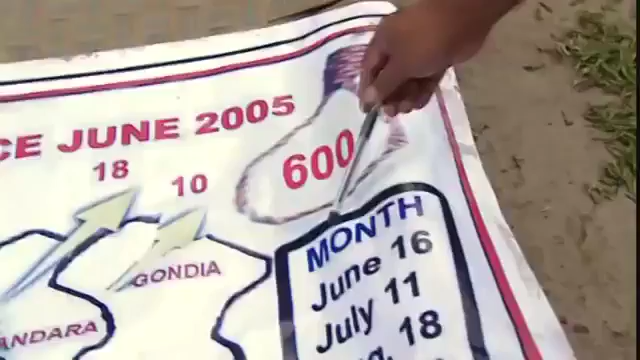 CE JUNE 2005
18
10
600
GONDIA
ANDARA
MONTH
June 16
July 11
18